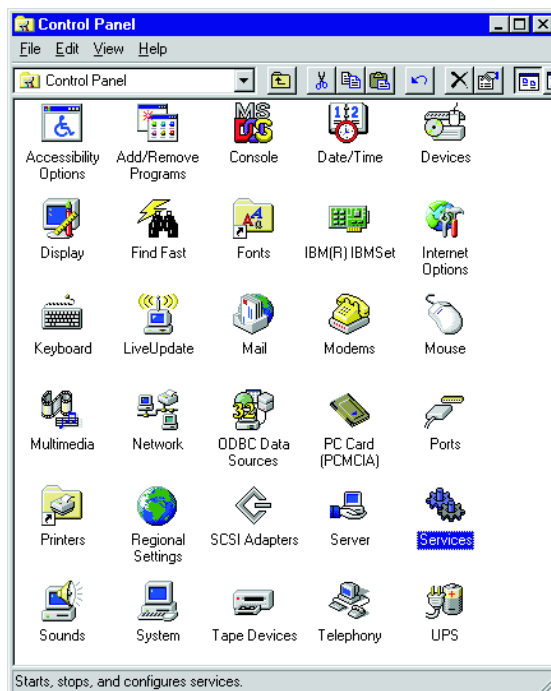 Control Panel
File Edit View Help
Control Panel
MS DOS
12
Accessibility Options
Add/Remove Programs
Console
Date/Time
Devices
Display
Find Fast
Fonts
IBM(R) IBMSet
Internet Options
Keyboard
LiveUpdate
Mail
Modems
Mouse
32
Multimedia
Network
ODBC Data Sources
PC Card (PCMCIA)
Ports
Printers
Regional Settings
SCSI Adapters
Server
Services
Sounds
System
Tape Devices
Telephony
UPS
Starts, stops, and configures services.